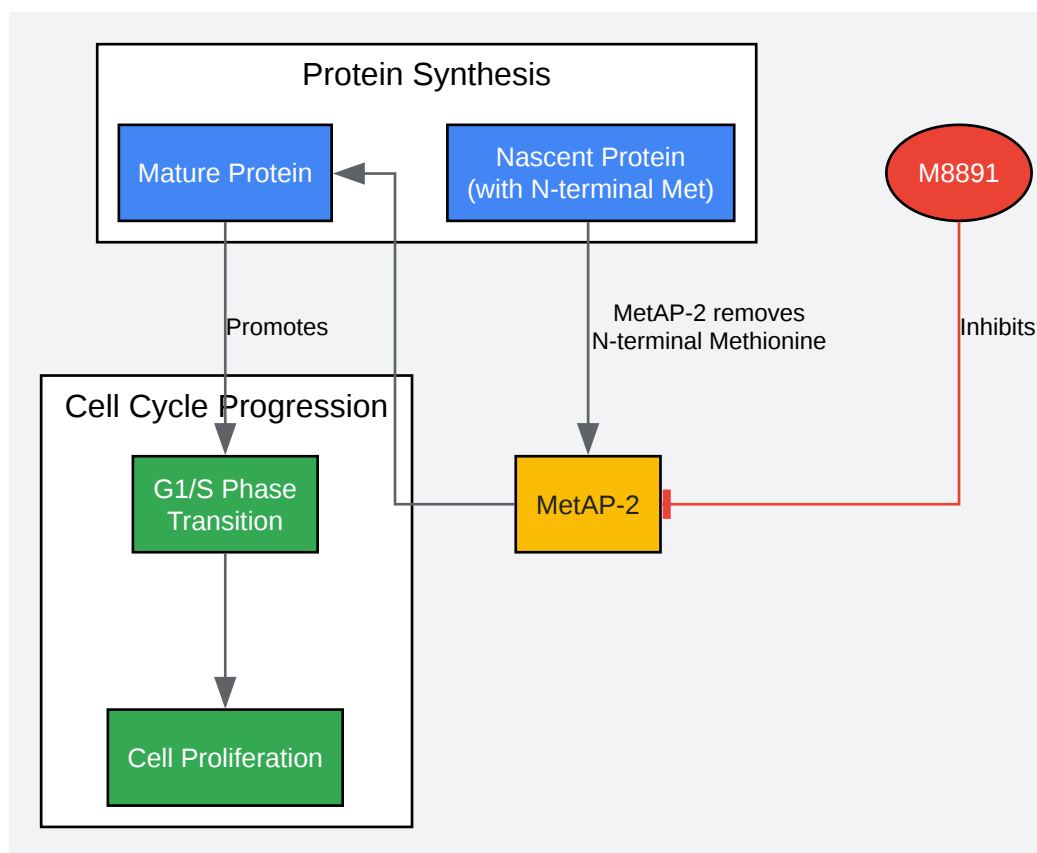 Protein Synthesis
Mature Protein
Nascent Protein
(with N-terminal Met)
M8891
Promotes
MetAP-2 removes
N-terminal Methionine
Inhibits
Cell Cycle Progression
G1/S Phase
Transition
MetAP-2
Cell Proliferation